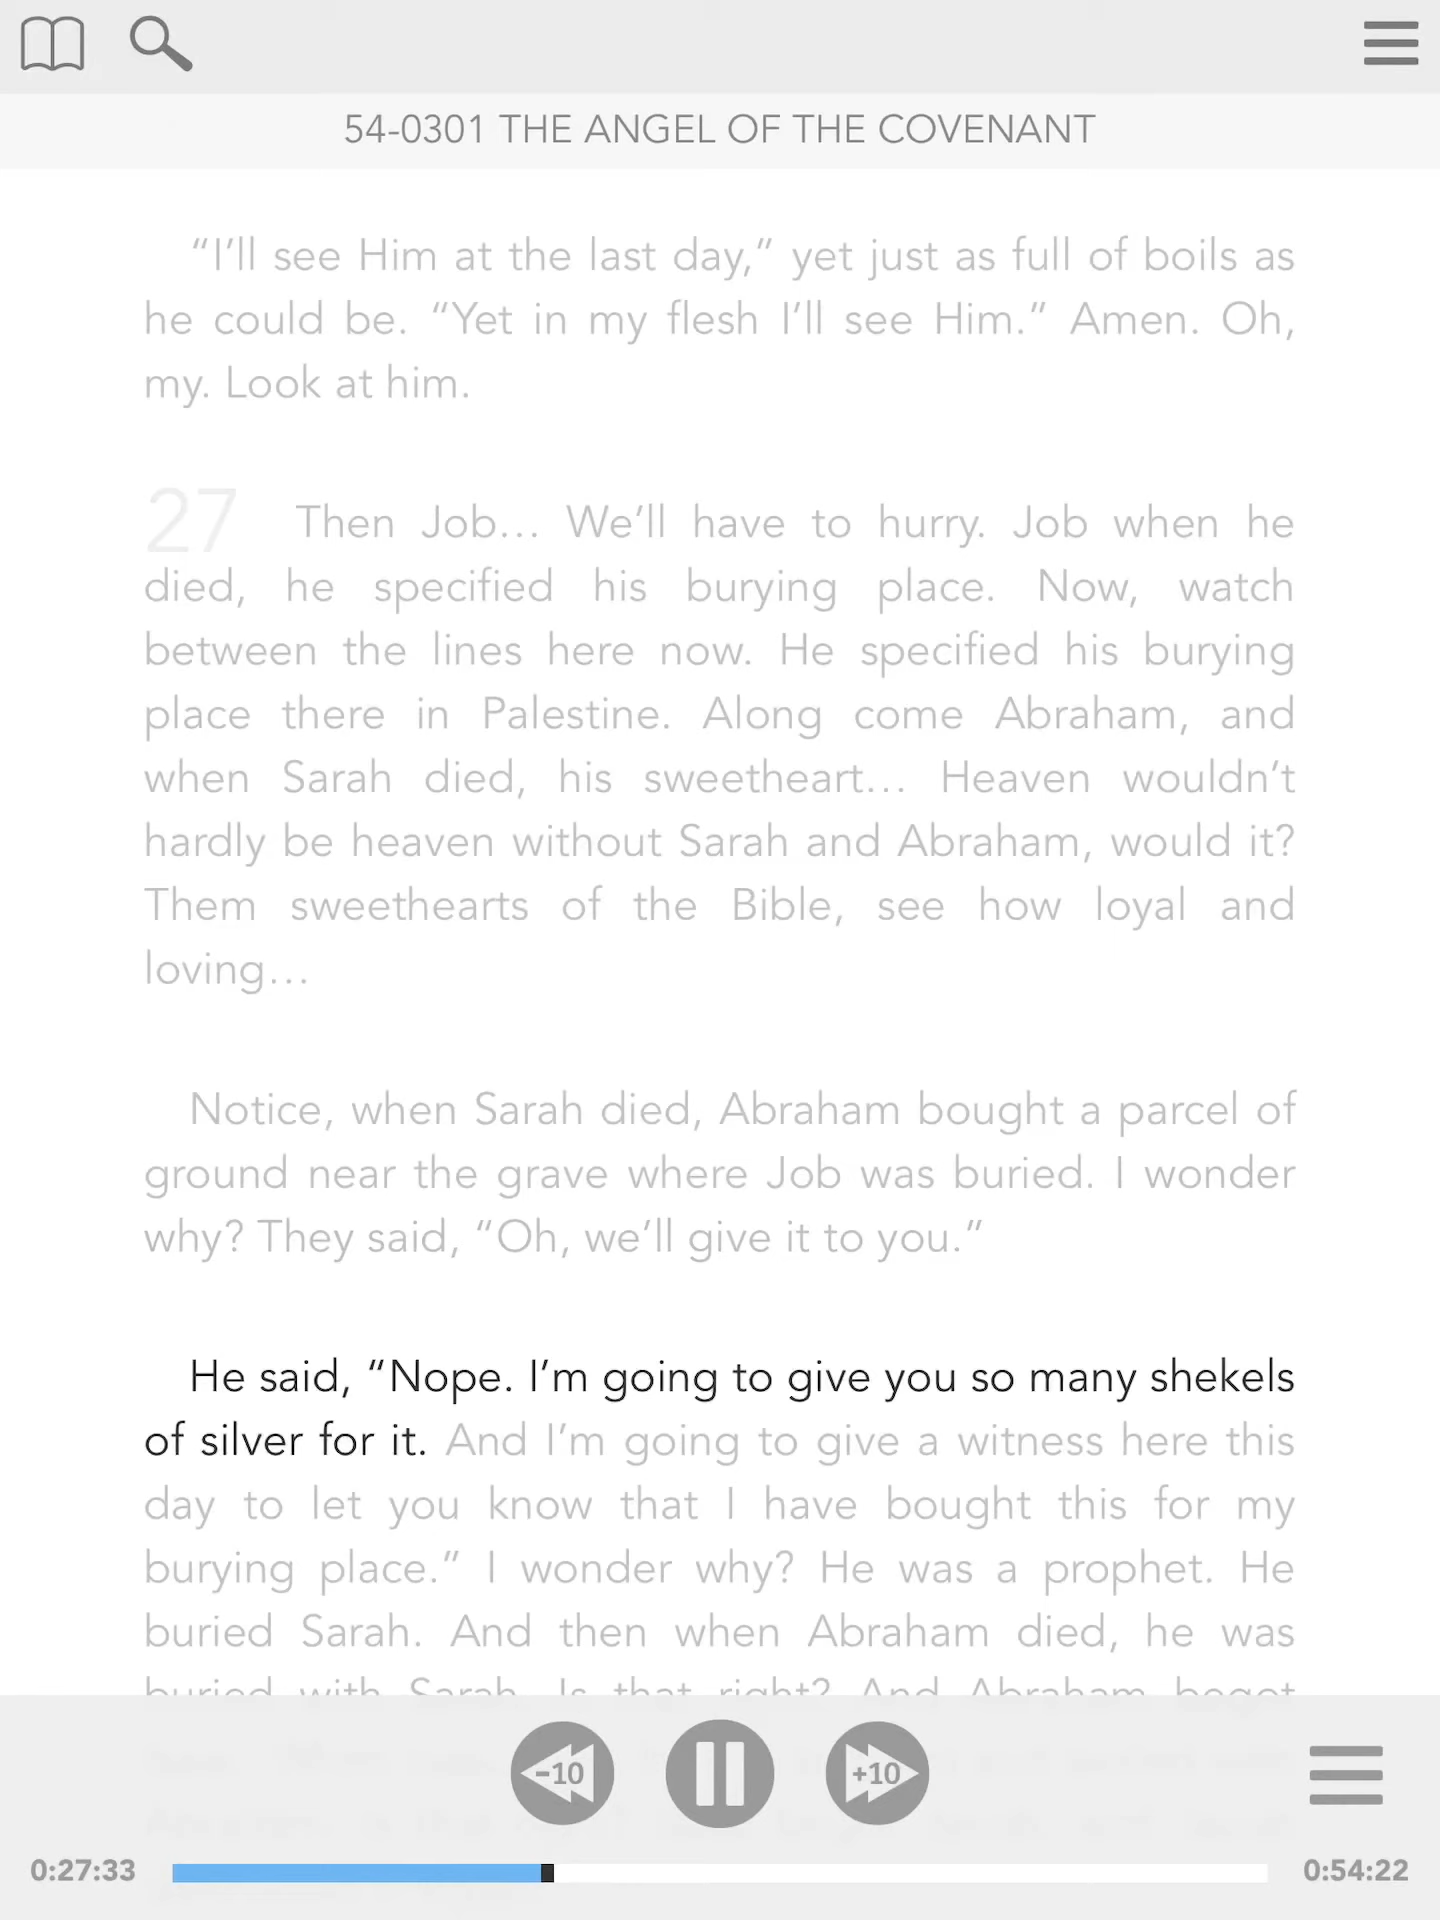 54-0301 THE ANGEL OF THE COVENANT
“I’ll see Him at the last day,” yet just as full of boils as
he could be. “Yet in my flesh I’ll see Him.” Amen. Oh,
my. Look at him.
27 Then Job… We’ll have to hurry. Job when he
died, he specified his burying place. Now, watch
between the lines here now. He specified his burying
place there in Palestine. Along come Abraham, and
when Sarah died, his sweetheart… Heaven wouldn’t
hardly be heaven without Sarah and Abraham, would it?
Them sweethearts of the Bible, see how loyal and
loving…
Notice, when Sarah died, Abraham bought a parcel of
ground near the grave where Job was buried. I wonder
why? They said, “Oh, we’ll give it to you.”
He said, “Nope. I’m going to give you so many shekels
of silver for it. And I’m going to give a witness here this
day to let you know that I have bought this for my
burying place.” I wonder why? He was a prophet. He
buried Sarah. And then when Abraham died, he was
buried with Sarah. Is that right? And Abraham begot
-10 +10
0:27:33 0:54:22